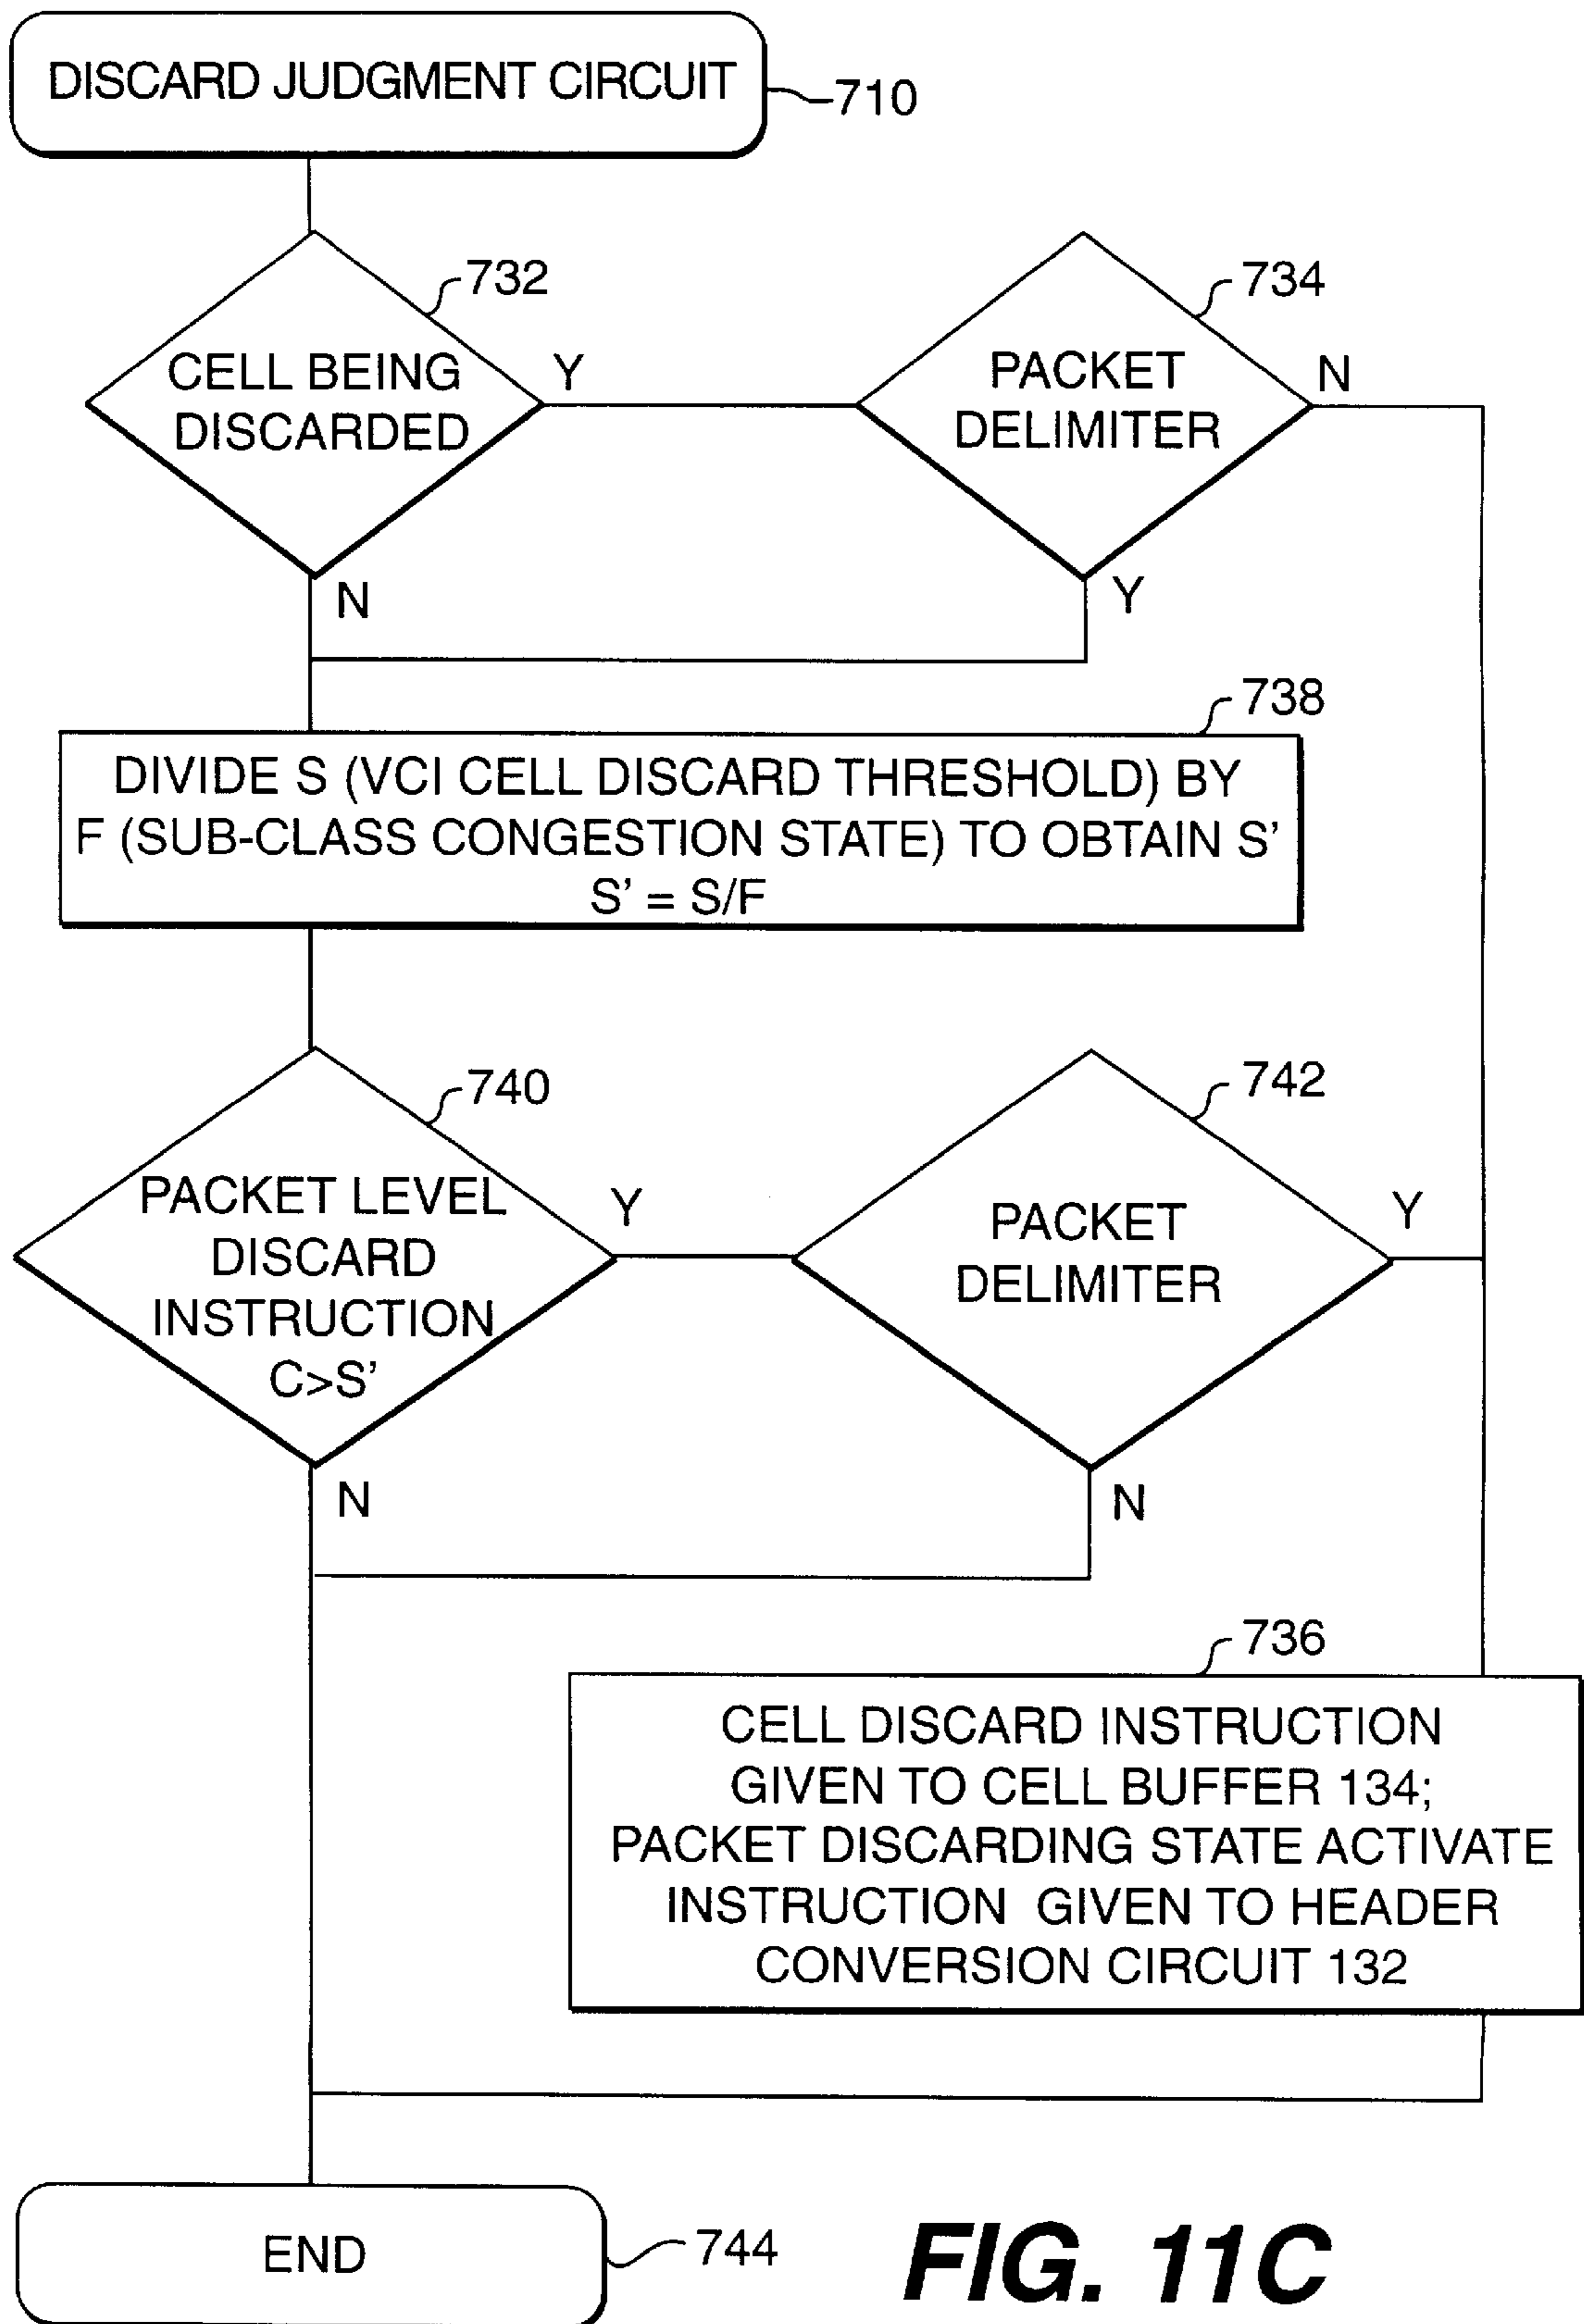 DISCARD JUDGMENT CIRCUIT
710
732
CELL BEING
DISCARDED
Y
N
734
PACKET
DELIMITER
N
Y
738
DIVIDE S (VCI CELL DISCARD THRESHOLD) BY
F (SUB-CLASS CONGESTION STATE) TO OBTAIN S'
S' = S/F
740
PACKET LEVEL
DISCARD
INSTRUCTION
C>S'
Y
N
742
PACKET
DELIMITER
Y
N
736
CELL DISCARD INSTRUCTION
GIVEN TO CELL BUFFER 134;
PACKET DISCARDING STATE ACTIVATE
INSTRUCTION GIVEN TO HEADER
CONVERSION CIRCUIT 132
END
744
FIG. 11C